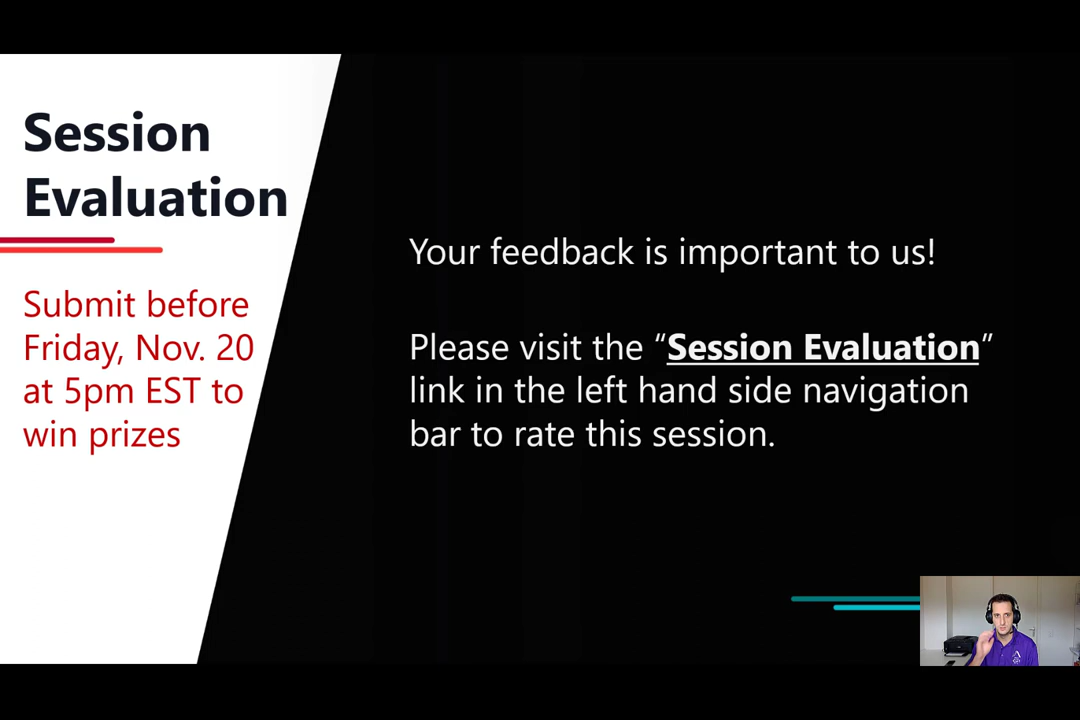 Session
Evaluation
Submit before
Friday, Nov. 20
at 5pm EST to
win prizes
Your feedback is important to us!
Please visit the “Session Evaluation”
link in the left hand side navigation
bar to rate this session.